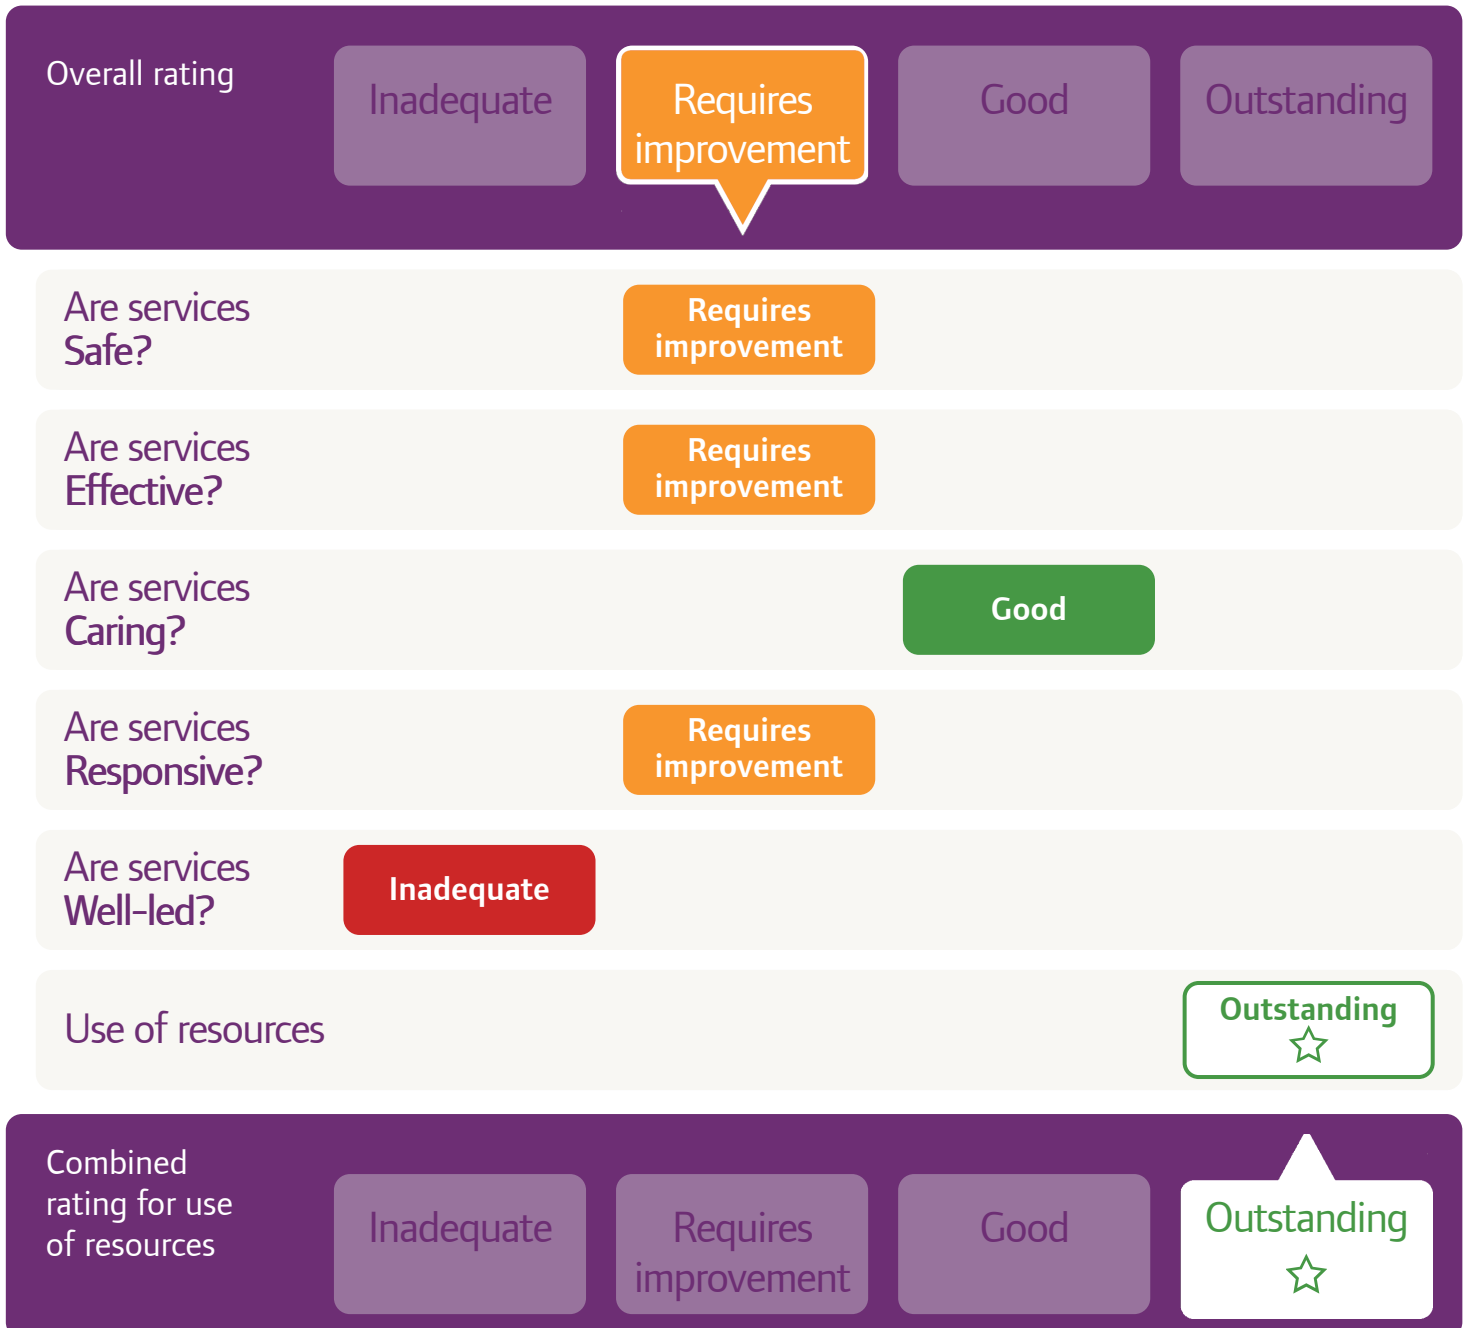 Overall rating
Inadequate
Requires
improvement
Good
Outstanding
Are services
Safe?
Requires
improvement
Are services
Effective?
Requires
improvement
Are services
Caring?
Good
Are services
Responsive?
Requires
improvement
Are services
Well-led?
Inadequate
Use of resources
Outstanding
Combined
rating for use
of resources
Inadequate
Requires
improvement
Good
Outstanding